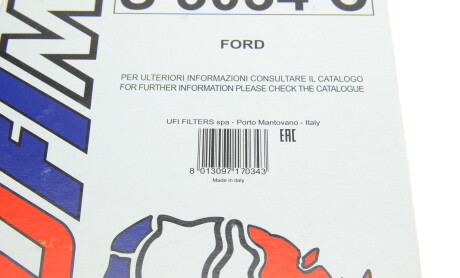 FORD
PER ULTERIORI INFORMAZIONI CONSULTARE IL CATALOGO
FOR FURTHER INFORMATION PLEASE CHECK THE CATALOGUE
UFI FILTERS spa - Porto Mantovano - Italy
EAC
8 013097 170343
Made in Italy